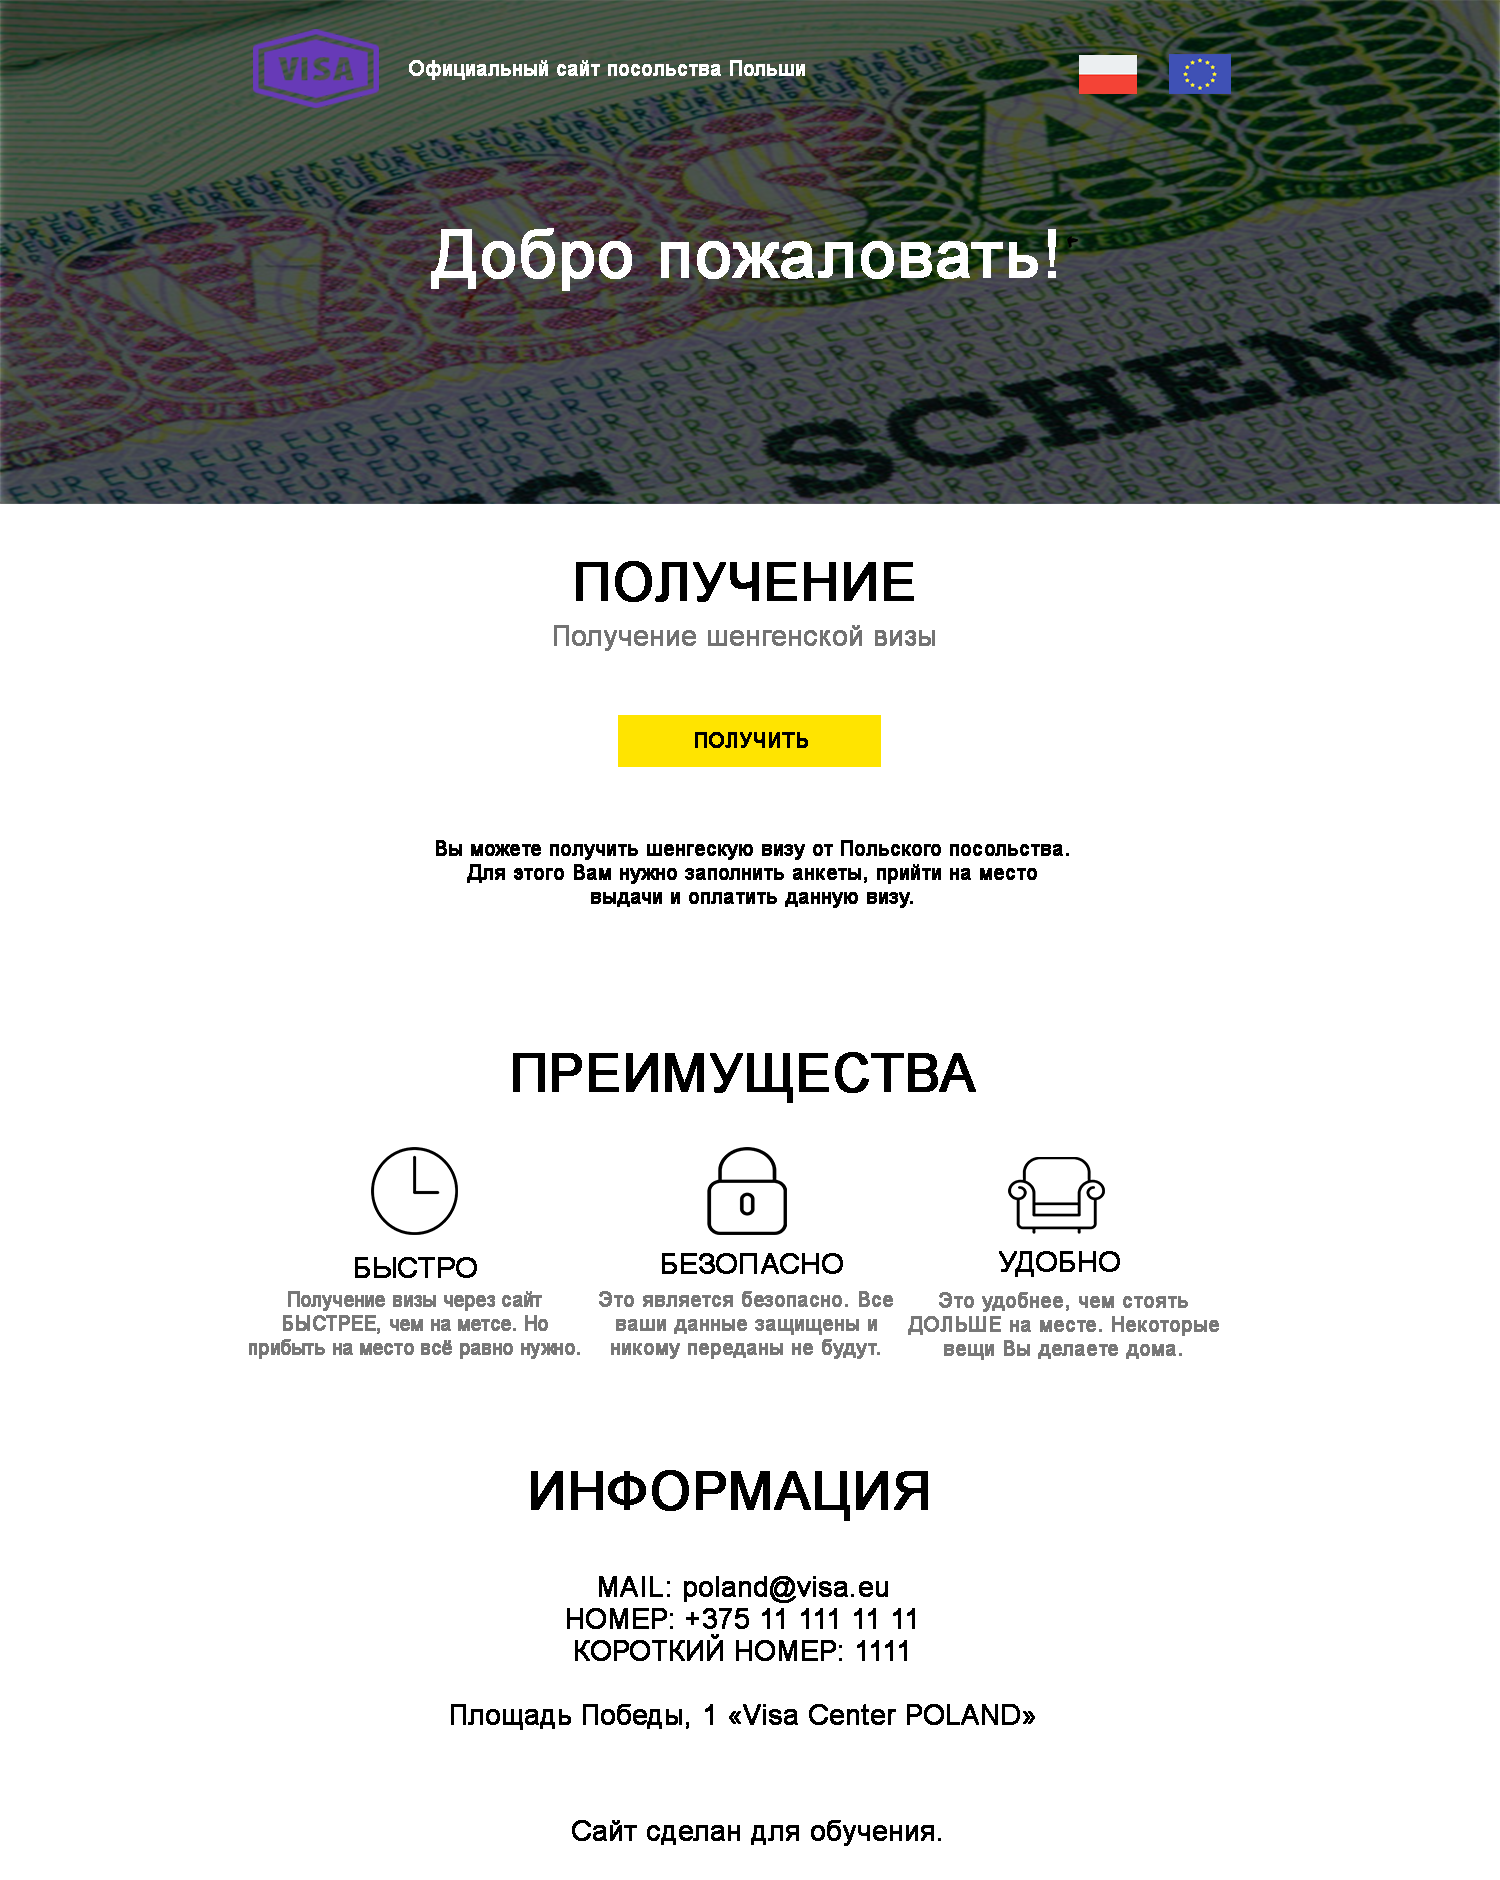 VISA
Официальный сайт посольства Польши
Добро пожаловать!
SCHENG
ПОЛУЧЕНИЕ
Получение шенгенской визы
ПОЛУЧИТЬ
Вы можете получить шенгескую визу от Польского посольства.
Для этого Вам нужно заполнить анкеты, прийти на место
выдачи и оплатить данную визу.
ПРЕИМУЩЕСТВА
БЫСТРО
Получение визы через сайт
БЫСТРЕЕ, чем на метсе. Но
прибыть на место всё равно нужно.
БЕЗОПАСНО
Это является безопасно. Все
ваши данные защищены и
никому переданы не будут.
УДОБНО
Это удобнее, чем стоять
ДОЛЬШЕ на месте. Некоторые
вещи Вы делаете дома.
ИНФОРМАЦИЯ
MAIL: poland@visa.eu
НОМЕР: +375 11 111 11 11
КОРОТКИЙ НОМЕР: 1111
Площадь Победы, 1 «Visa Center POLAND»
Сайт сделан для обучения.